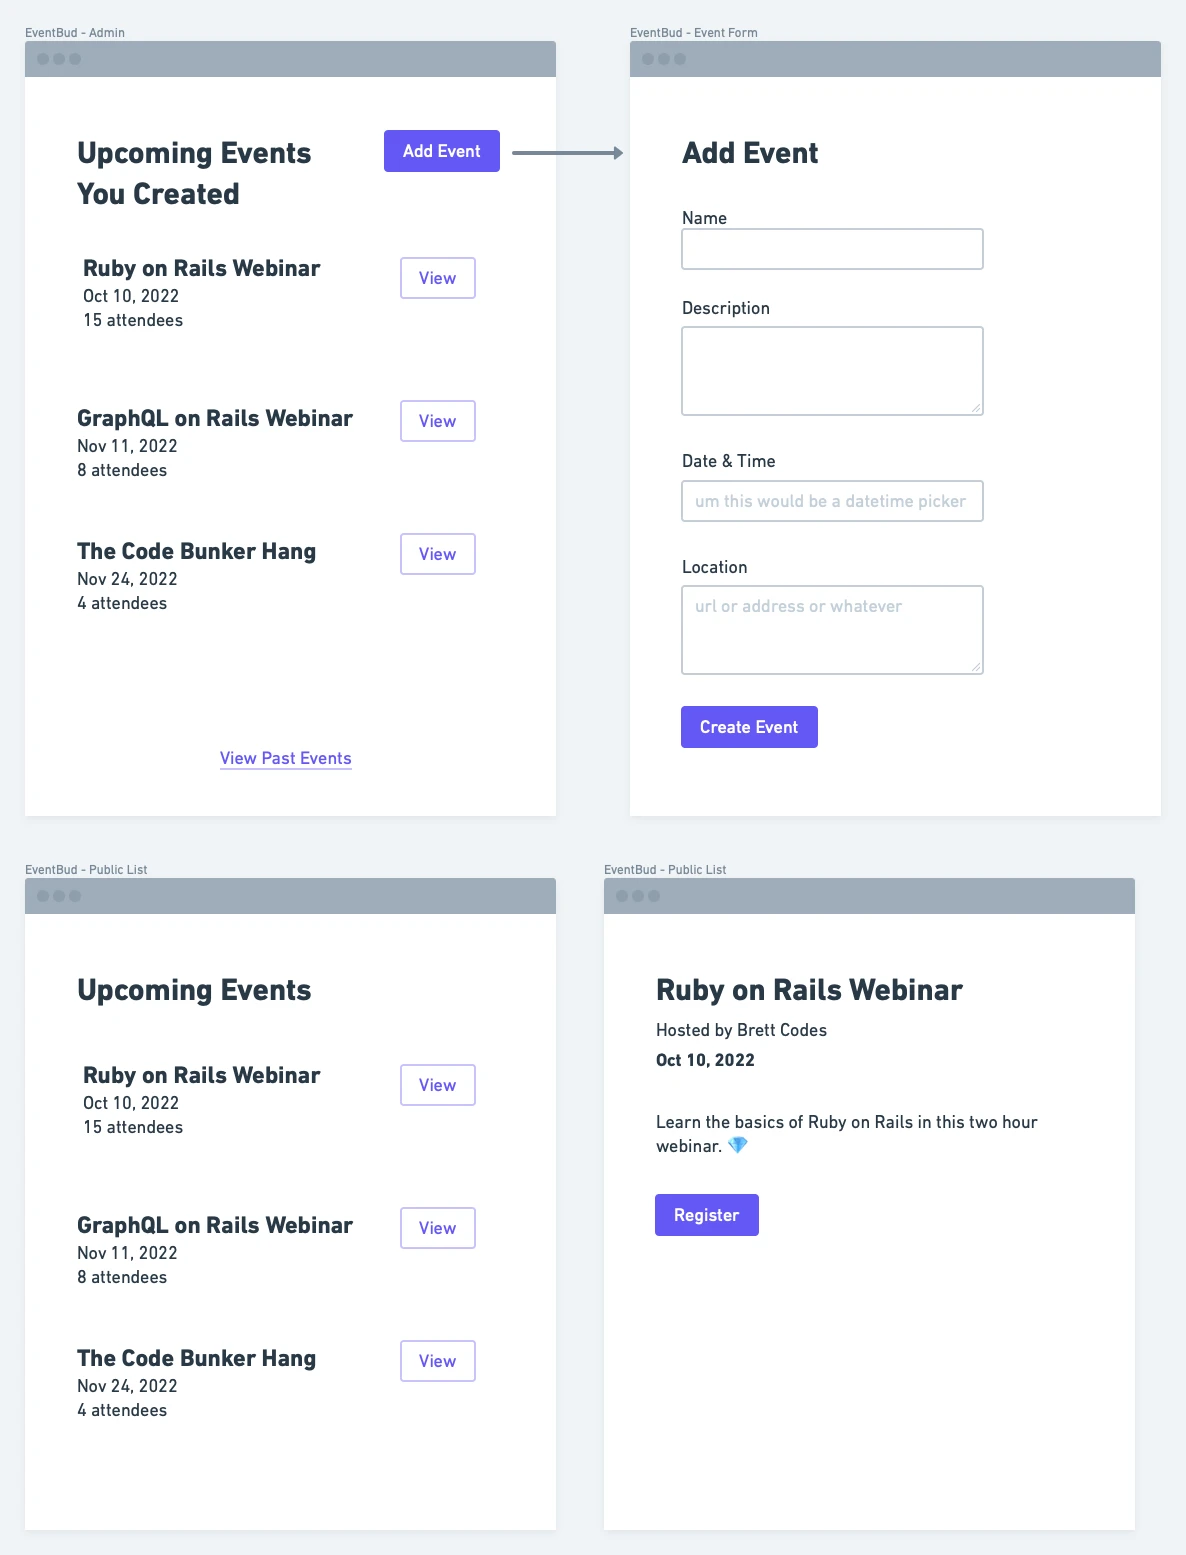 EventBud - Admin
Upcoming Events
You Created
Add Event
Ruby on Rails Webinar
Oct 10, 2022
15 attendees
View
GraphQL on Rails Webinar
Nov 11, 2022
8 attendees
View
The Code Bunker Hang
Nov 24, 2022
4 attendees
View
View Past Events
EventBud - Event Form
Add Event
Name
Description
Date & Time
um this would be a datetime picker
Location
url or address or whatever
Create Event
EventBud - Public List
Upcoming Events
Ruby on Rails Webinar
Oct 10, 2022
15 attendees
View
GraphQL on Rails Webinar
Nov 11, 2022
8 attendees
View
The Code Bunker Hang
Nov 24, 2022
4 attendees
View
EventBud - Public List
Ruby on Rails Webinar
Hosted by Brett Codes
Oct 10, 2022
Learn the basics of Ruby on Rails in this two hour
webinar. 💎
Register